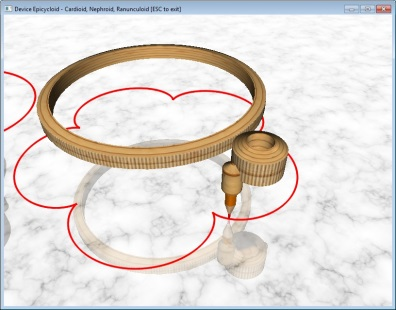 Device Epicycloid - Cardioid, Nephroid, Ranunculoid [ESC to exit]